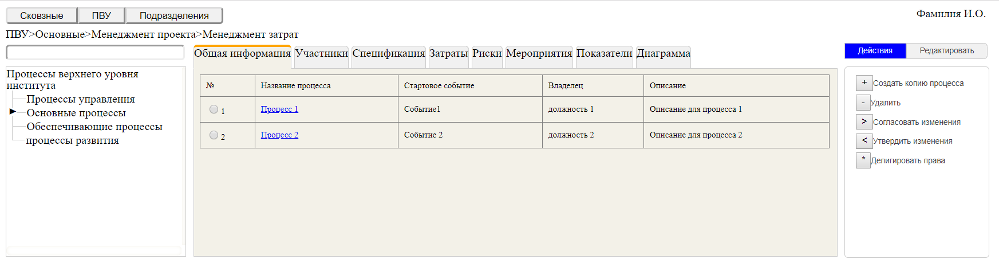 Сковзные ПВУ Подразделения
Фамилия И.О.
ПВУ>Основные>Менеджмент проекта>Менеджмент затрат
Процессы верхнего уровня
института
Процессы управления
Основные процессы
Обеспечивающие процессы
процессы развития
Общая информация Участники Спецификация Затраты Риски Мероприятия Показатели Диаграмма
№ Название процесса Стартовое событие Владелец Описание
1 Процесс 1 Событие1 должность 1 Описание для процесса 1
2 Процесс 2 Событие 2 должность 2 Описание для процесса 2
Действия Редактировать
+ Создать копию процесса
- Удалить
> Согласовать изменения
< Утвердить изменения
* Делигировать права